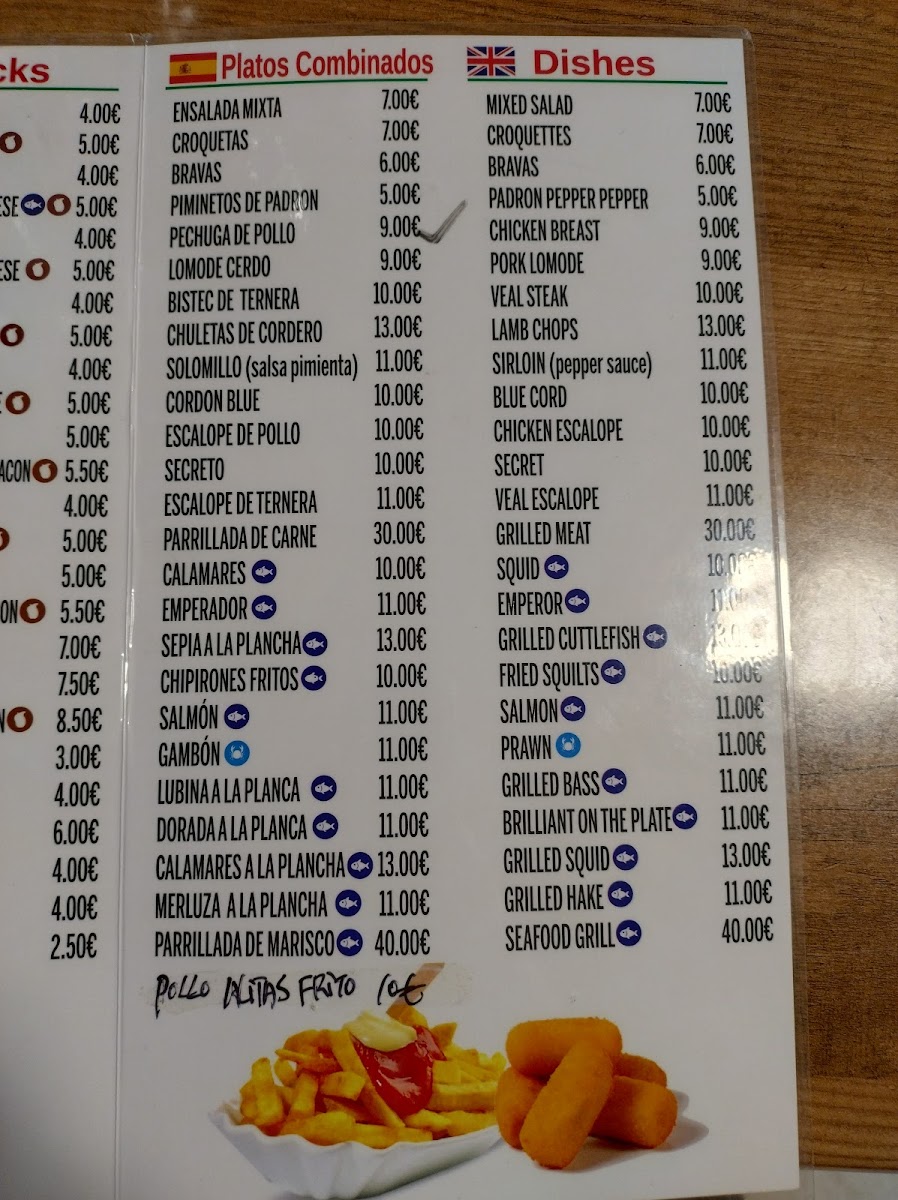 cks
4.00€
5.00€
4.00€
ESE 5.00€
4.00€
ESE 5.00€
4.00€
5.00€
4.00€
E 5.00€
5.00€
ACON 5.50€
4.00€
5.00€
5.00€
ON 5.50€
7.00€
7.50€
N 8.50€
3.00€
4.00€
6.00€
4.00€
4.00€
2.50€
Platos Combinados
ENSALADA MIXTA 7.00€
CROQUETAS 7.00€
BRAVAS 6.00€
PIMINETOS DE PADRON 5.00€
PECHUGA DE POLLO 9.00€
LOMODE CERDO 9.00€
BISTEC DE TERNERA 10.00€
CHULETAS DE CORDERO 13.00€
SOLOMILLO (salsa pimienta) 11.00€
CORDON BLUE 10.00€
ESCALOPE DE POLLO 10.00€
SECRETO 10.00€
ESCALOPE DE TERNERA 11.00€
PARRILLADA DE CARNE 30.00€
CALAMARES 10.00€
EMPERADOR 11.00€
SEPIA A LA PLANCHA 13.00€
CHIPIRONES FRITOS 10.00€
SALMÓN 11.00€
GAMBÓN 11.00€
LUBINA A LA PLANCA 11.00€
DORADA A LA PLANCA 11.00€
CALAMARES A LA PLANCHA 13.00€
MERLUZA A LA PLANCHA 11.00€
PARRILLADA DE MARISCO 40.00€
POLLO ALITAS FRITO 10€
Dishes
MIXED SALAD 7.00€
CROQUETTES 7.00€
BRAVAS 6.00€
PADRON PEPPER PEPPER 5.00€
CHICKEN BREAST 9.00€
PORK LOMODE 9.00€
VEAL STEAK 10.00€
LAMB CHOPS 13.00€
SIRLOIN (pepper sauce) 11.00€
BLUE CORD 10.00€
CHICKEN ESCALOPE 10.00€
SECRET 10.00€
VEAL ESCALOPE 11.00€
GRILLED MEAT 30.00€
SQUID 10.00€
EMPEROR 11.00€
GRILLED CUTTLEFISH 13.00€
FRIED SQUILTS 10.00€
SALMON 11.00€
PRAWN 11.00€
GRILLED BASS 11.00€
BRILLIANT ON THE PLATE 11.00€
GRILLED SQUID 13.00€
GRILLED HAKE 11.00€
SEAFOOD GRILL 40.00€